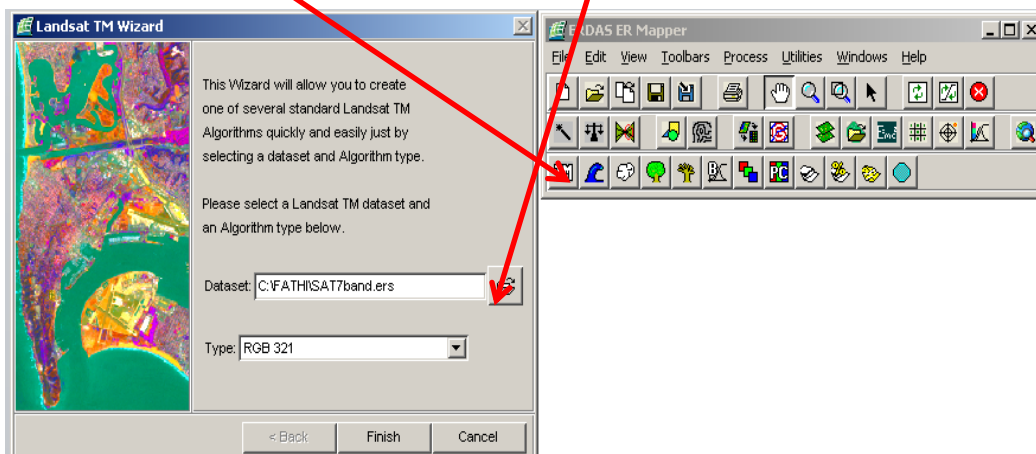 Landsat TM Wizard
This Wizard will allow you to create
one of several standard Landsat TM
Algorithms quickly and easily just by
selecting a dataset and Algorithm type.
Please select a Landsat TM dataset and
an Algorithm type below.
Dataset: C:\FATHI\SAT7band.ers
Type: RGB 321
< Back Finish Cancel
ERDAS ER Mapper
File Edit View Toolbars Process Utilities Windows Help
TM PC